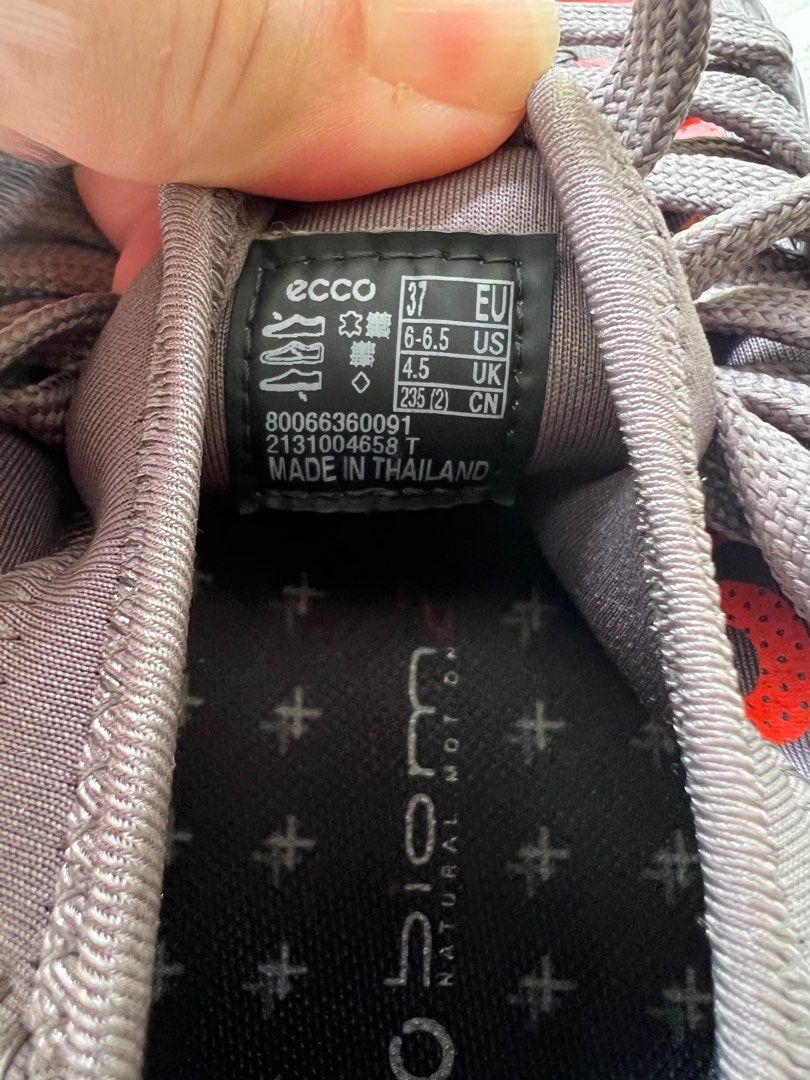 ecco
37 EU
6-6.5 US
4.5 UK
235 (2) CN
80066360091
2131004658 T
MADE IN THAILAND
biom
NATURAL MOTION